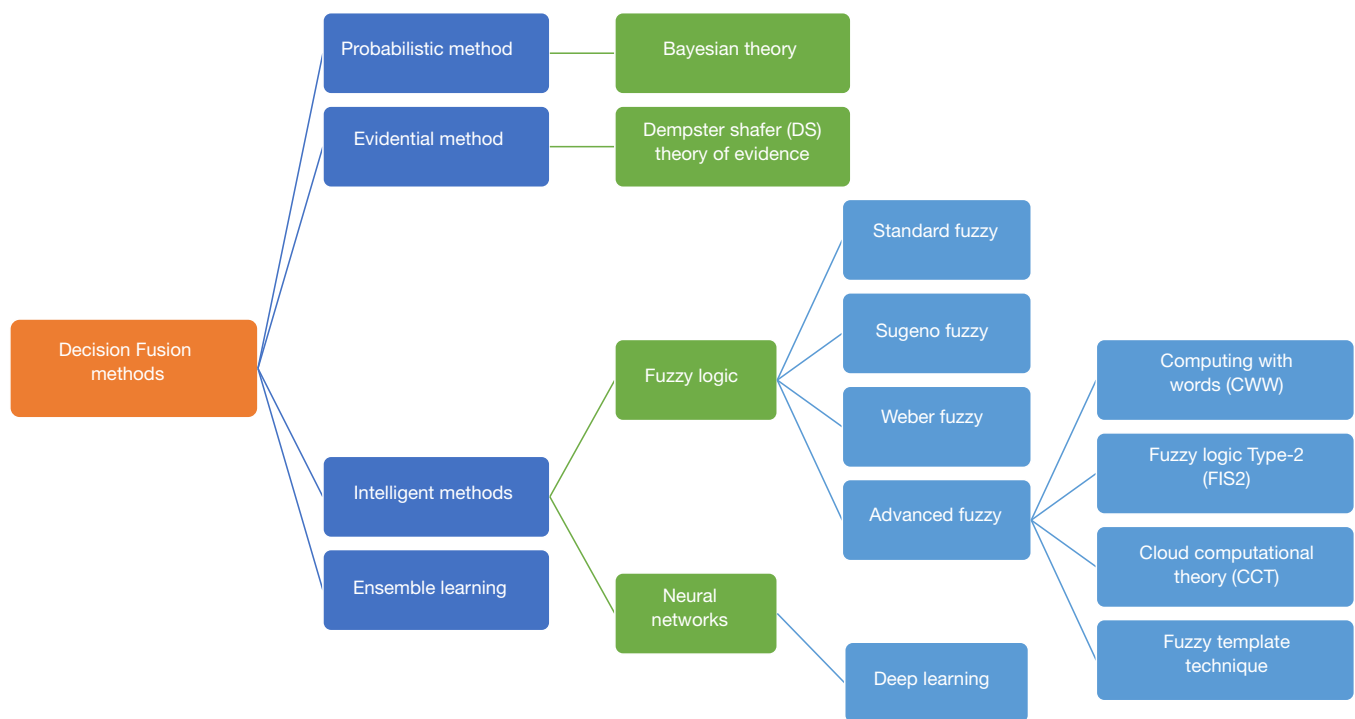 Probabilistic method
Bayesian theory
Evidential method
Dempster shafer (DS)
theory of evidence
Decision Fusion
methods
Intelligent methods
Ensemble learning
Fuzzy logic
Neural
networks
Standard fuzzy
Sugeno fuzzy
Weber fuzzy
Advanced fuzzy
Deep learning
Computing with
words (CWW)
Fuzzy logic Type-2
(FIS2)
Cloud computational
theory (CCT)
Fuzzy template
technique